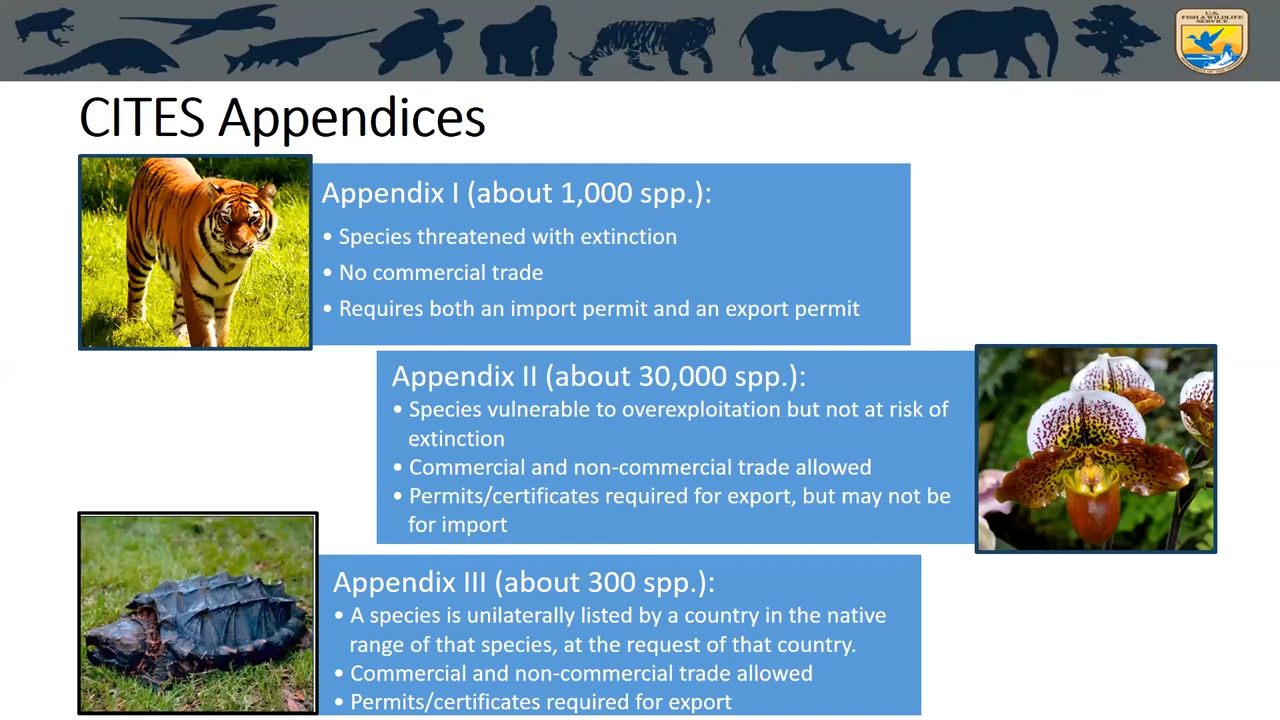 U.S.
FISH & WILDLIFE
SERVICE
CITES Appendices
Appendix I (about 1,000 spp.):
• Species threatened with extinction
• No commercial trade
• Requires both an import permit and an export permit
Appendix II (about 30,000 spp.):
• Species vulnerable to overexploitation but not at risk of
extinction
• Commercial and non-commercial trade allowed
• Permits/certificates required for export, but may not be
for import
Appendix III (about 300 spp.):
• A species is unilaterally listed by a country in the native
range of that species, at the request of that country.
• Commercial and non-commercial trade allowed
• Permits/certificates required for export